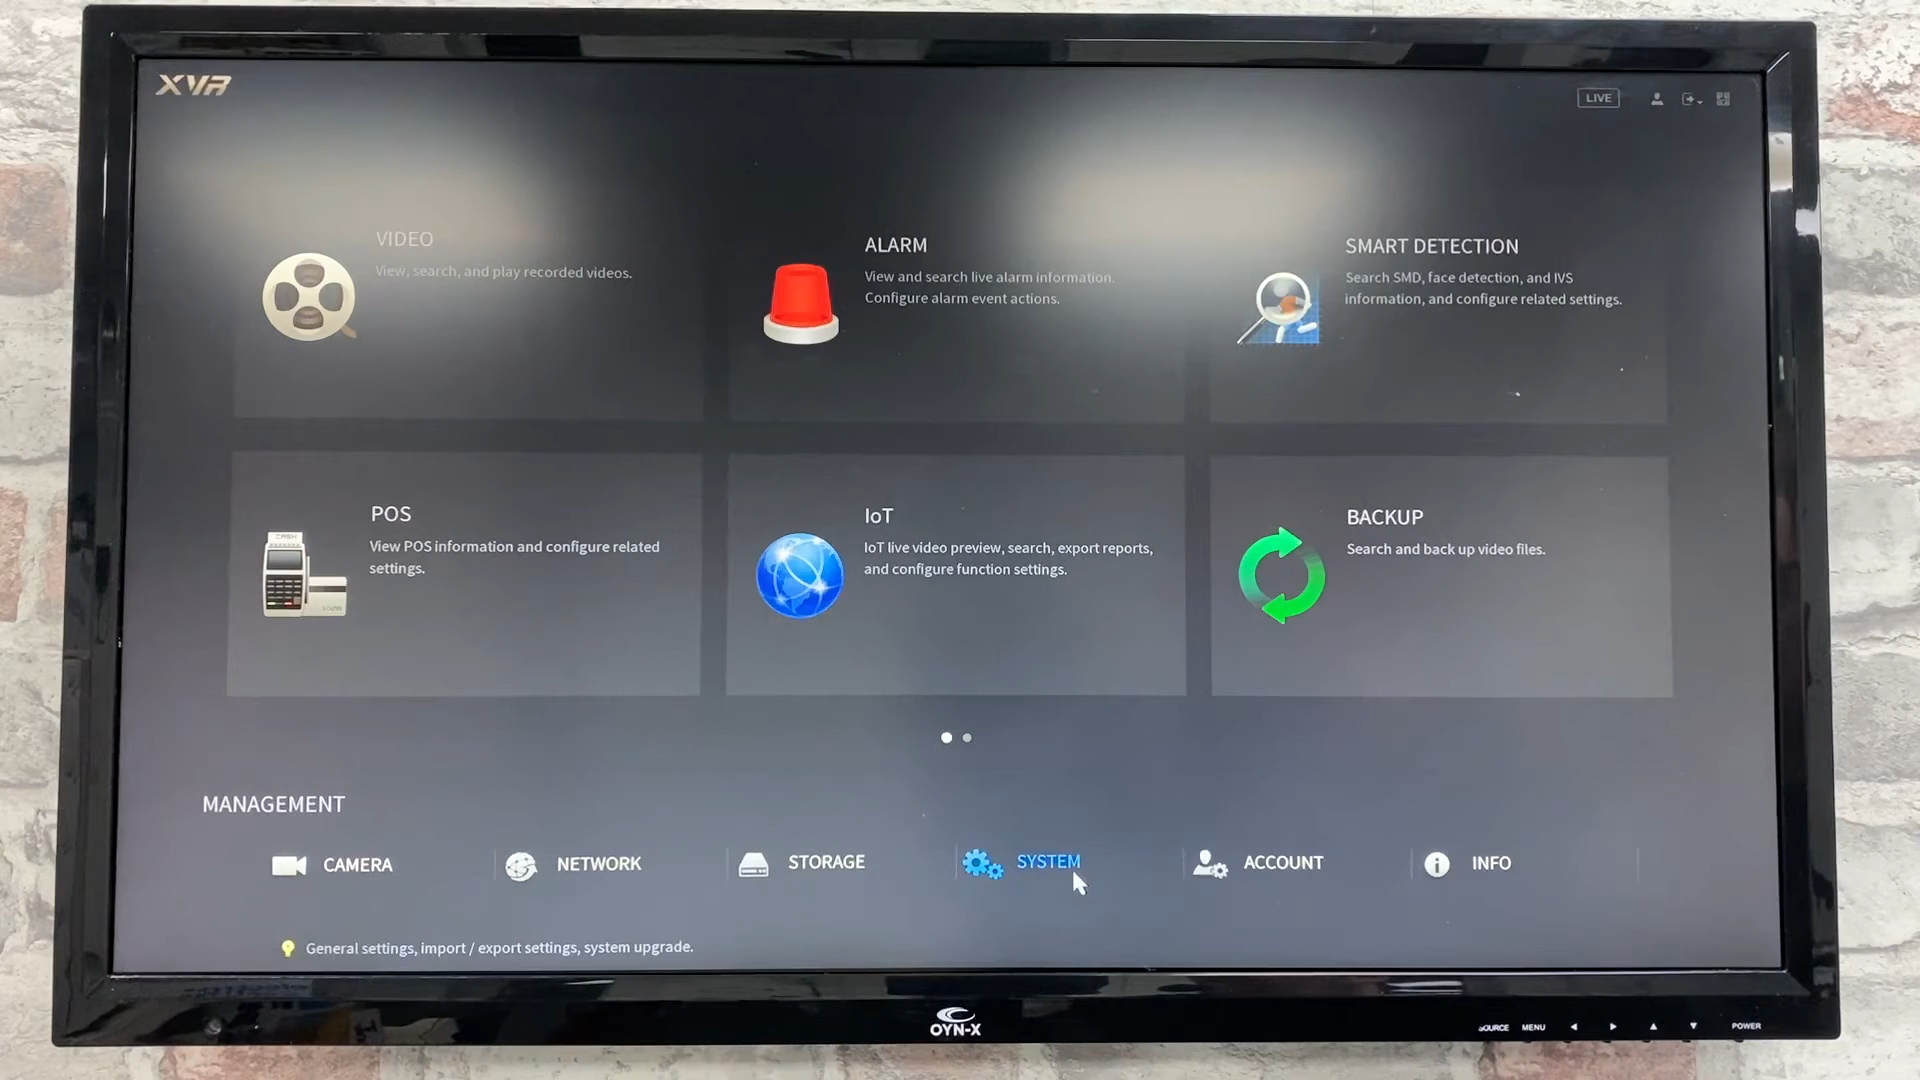 XVR
LIVE
VIDEO
View, search, and play recorded videos.
ALARM
View and search live alarm information.
Configure alarm event actions.
SMART DETECTION
Search SMD, face detection, and IVS
information, and configure related settings.
CASH
POS
View POS information and configure related
settings.
IoT
IoT live video preview, search, export reports,
and configure function settings.
BACKUP
Search and back up video files.
MANAGEMENT
CAMERA
NETWORK
STORAGE
SYSTEM
ACCOUNT
INFO
General settings, import / export settings, system upgrade.
OYN-X
SOURCE MENU POWER